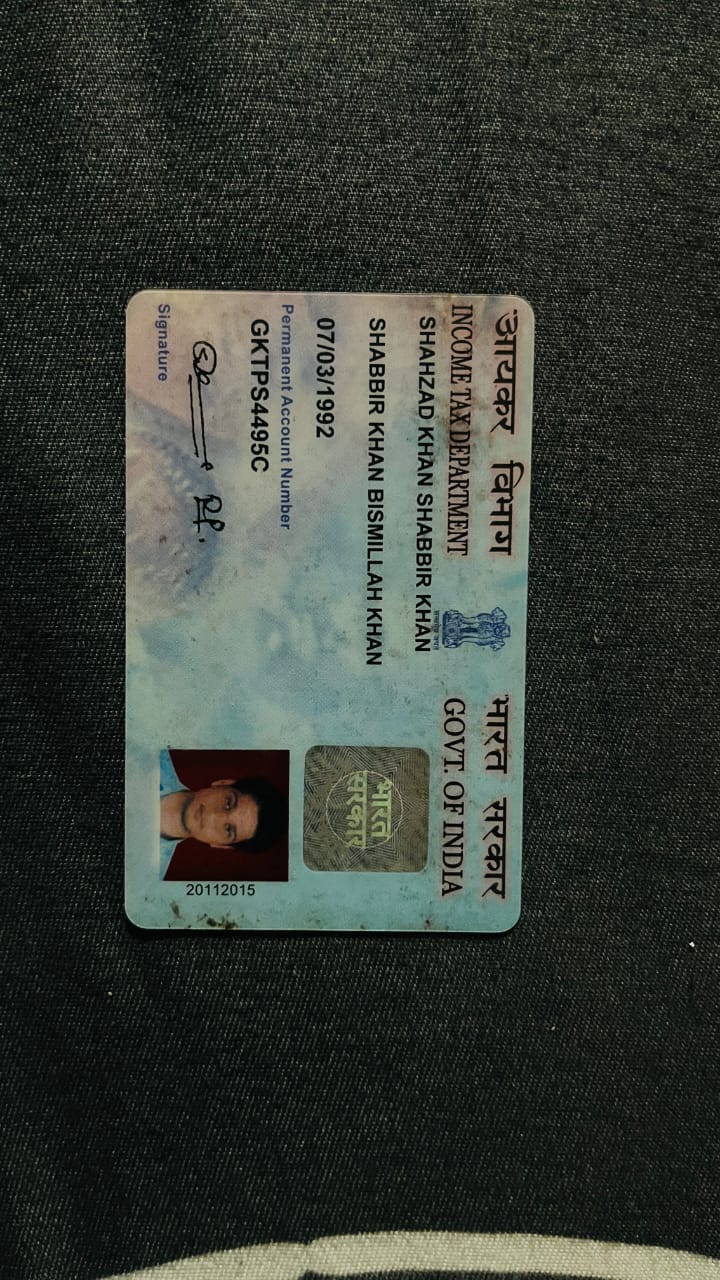 आयकर विभाग
INCOME TAX DEPARTMENT
भारत सरकार
GOVT. OF INDIA
SHAHZAD KHAN SHABBIR KHAN
SHABBIR KHAN BISMILLAH KHAN
07/03/1992
Permanent Account Number
GKTPS4495C
Signature
भारत
सरकार
20112015